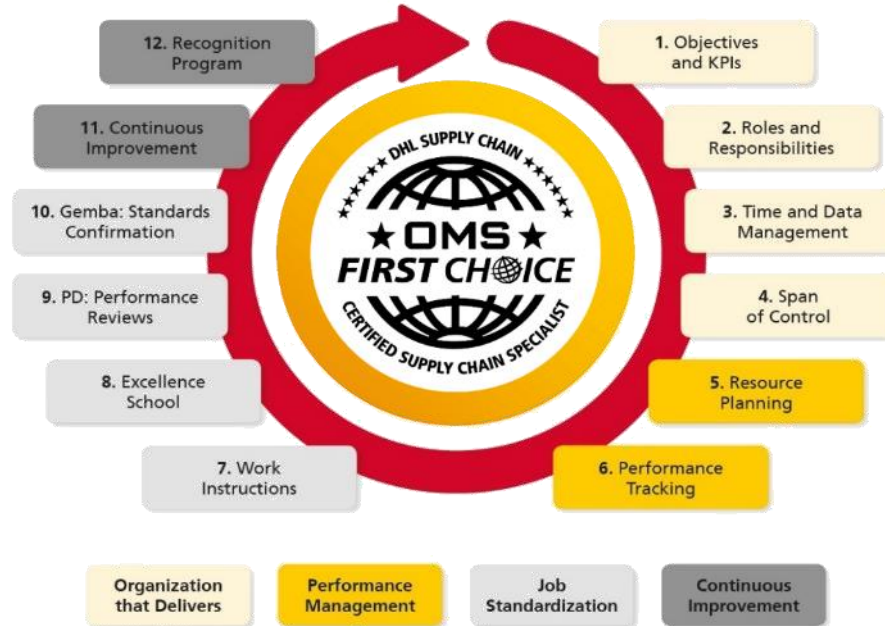 12. Recognition
Program
1. Objectives
and KPIs
11. Continuous
Improvement
2. Roles and
Responsibilities
10. Gemba: Standards
Confirmation
3. Time and Data
Management
9. PD: Performance
Reviews
4. Span
of Control
8. Excellence
School
5. Resource
Planning
7. Work
Instructions
6. Performance
Tracking
DHL SUPPLY CHAIN
OMS
FIRST CHOICE
CERTIFIED SUPPLY CHAIN SPECIALIST
Organization
that Delivers
Performance
Management
Job
Standardization
Continuous
Improvement